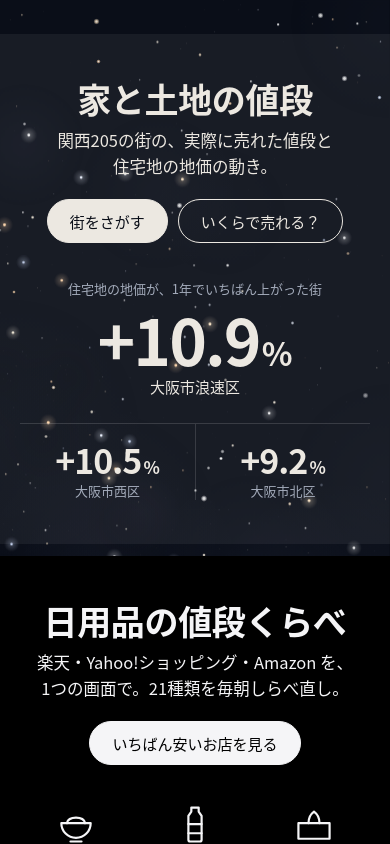 家と土地の値段
関西205の街の、実際に売れた値段と
住宅地の地価の動き。
街をさがす
いくらで売れる？
住宅地の地価が、1年でいちばん上がった街
+10.9%
大阪市浪速区
+10.5%
+9.2%
大阪市西区
大阪市北区
日用品の値段くらべ
楽天・Yahoo!ショッピング・Amazon を、
1つの画面で。21種類を毎朝しらべ直し。
いちばん安いお店を見る